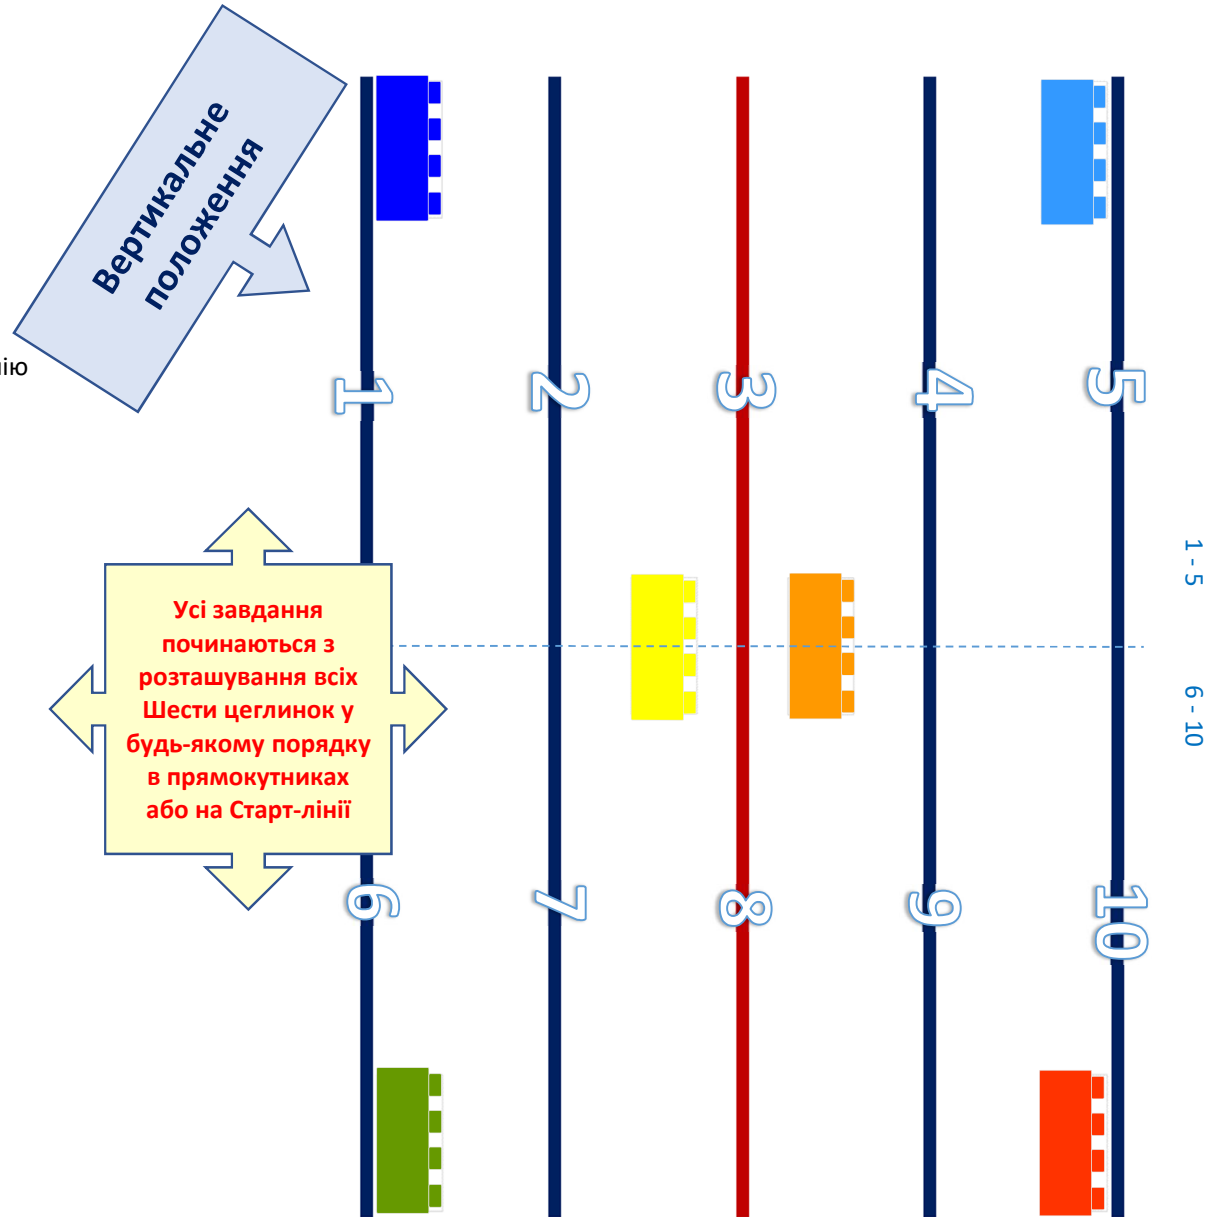 Вертикальне
положення
1
2
3
4
5
1 - 5
Усі завдання
починаються з
розташування всіх
Шести цеглинок у
будь-якому порядку
в прямокутниках
або на Старт-лінії
6 - 10
6
7
8
9
10